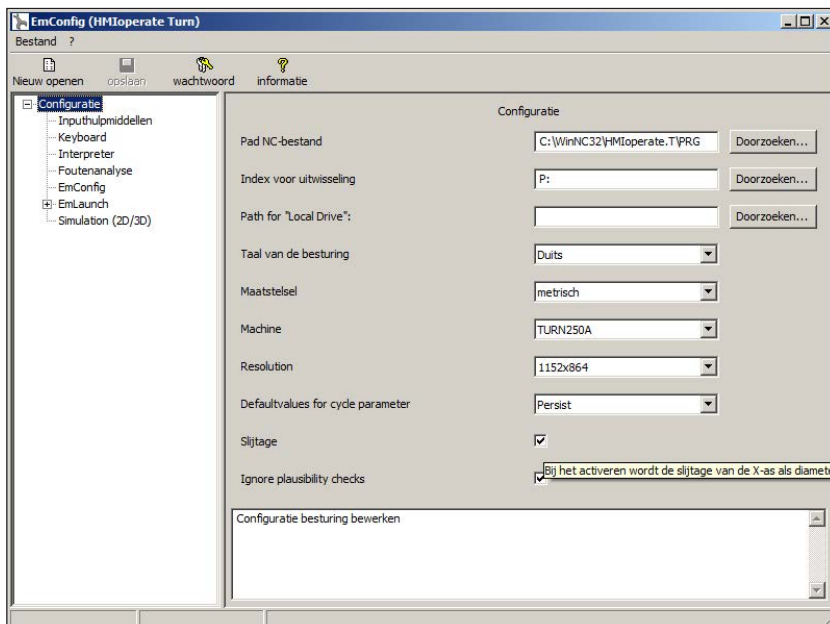 EmConfig (HMIoperate Turn)
Bestand ?
Nieuw openen opslaan wachtwoord informatie
Configuratie
Inputhulpmiddelen
Keyboard
Interpreter
Foutenanalyse
EmConfig
EmLaunch
Simulation (2D/3D)
Configuratie
Pad NC-bestand C:\WinNC32\HMIoperate.T\PRG Doorzoeken...
Index voor uitwisseling P: Doorzoeken...
Path for "Local Drive": Doorzoeken...
Taal van de besturing Duits
Maatstelsel metrisch
Machine TURN250A
Resolution 1152x864
Defaultvalues for cycle parameter Persist
Slijtage
Bij het activeren wordt de slijtage van de X-as als diamete
Ignore plausibility checks
Configuratie besturing bewerken